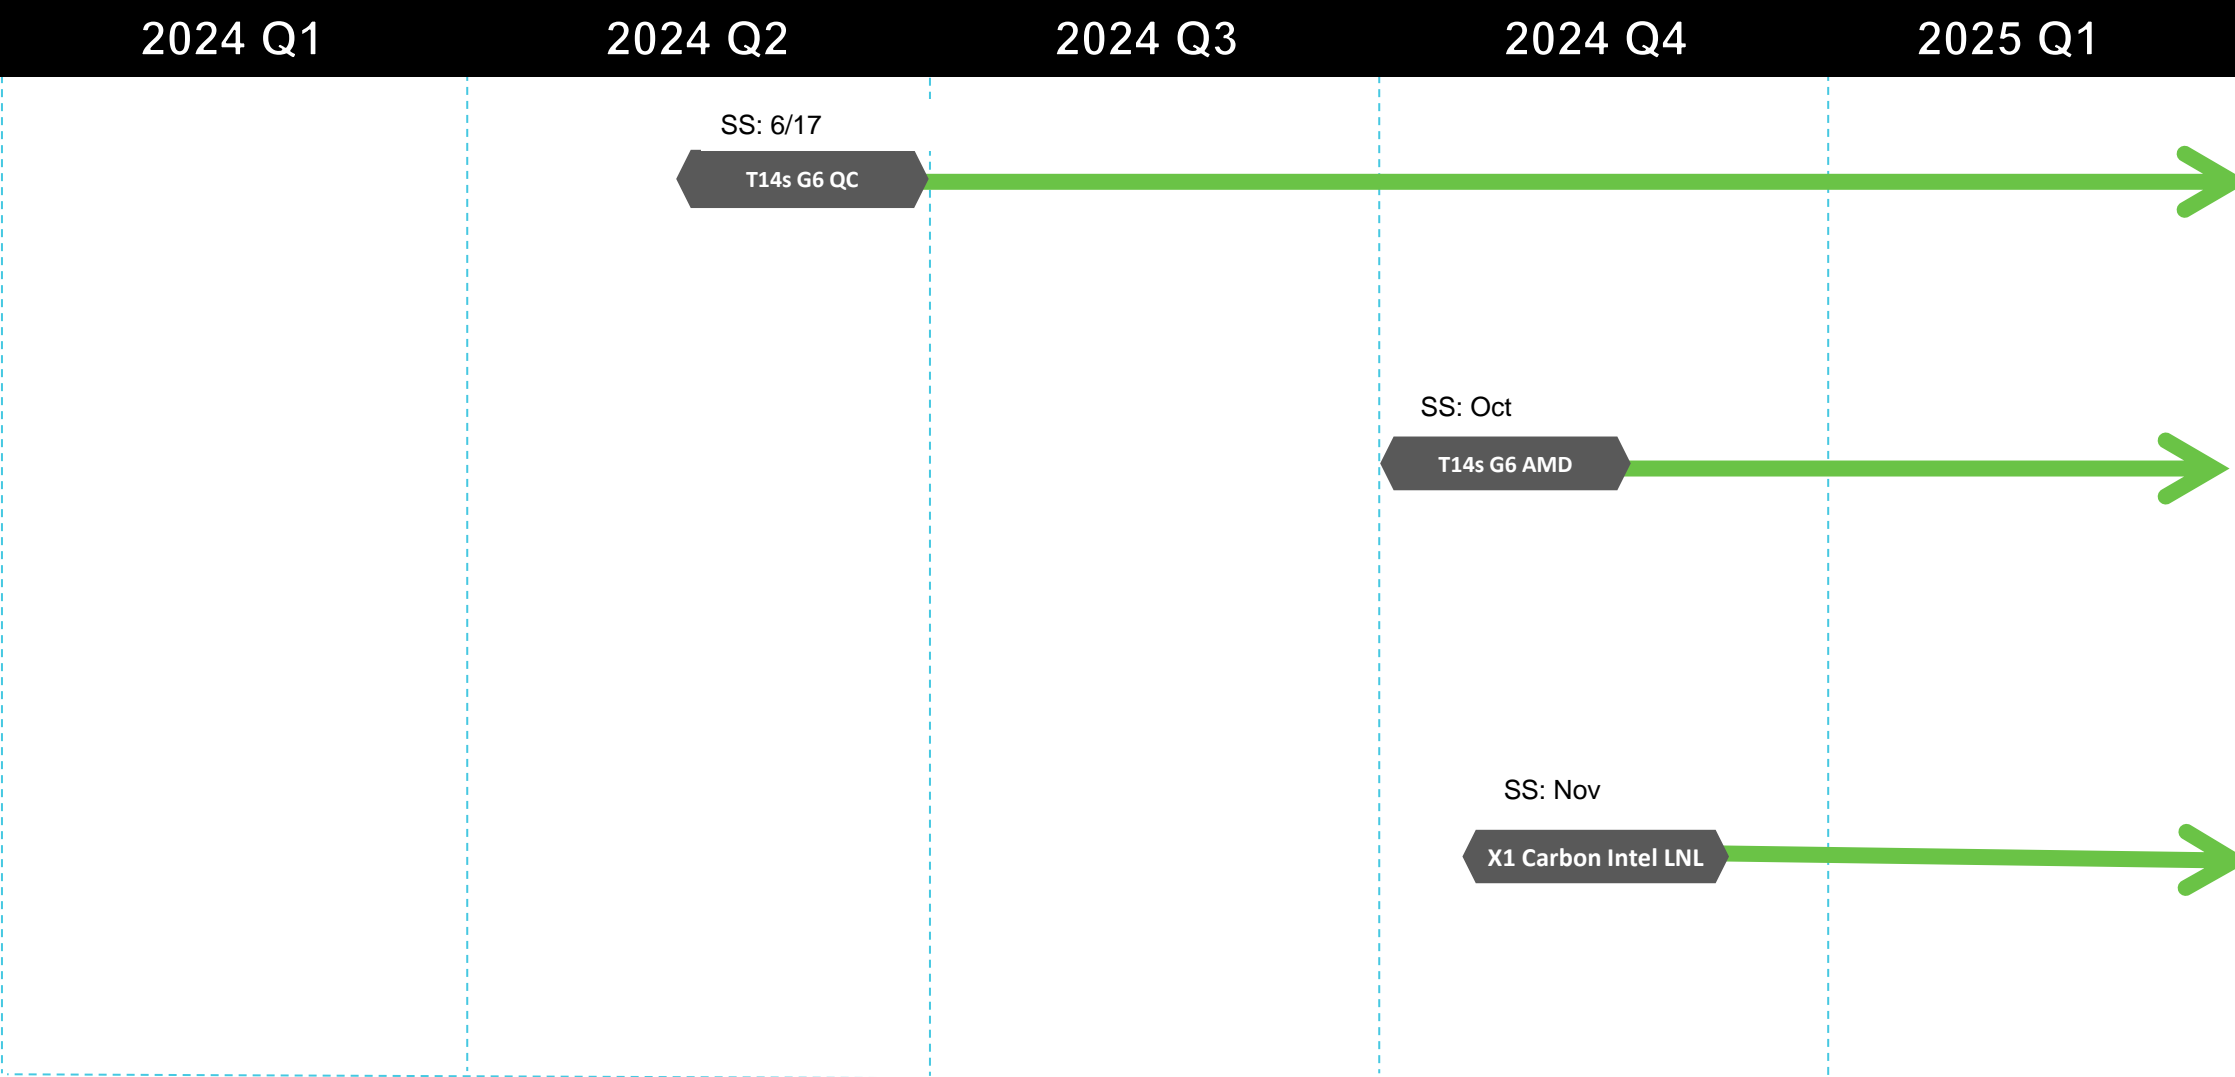 2024 Q1
2024 Q2
2024 Q3
2024 Q4
2025 Q1
SS: 6/17
T14s G6 QC
SS: Oct
T14s G6 AMD
SS: Nov
X1 Carbon Intel LNL